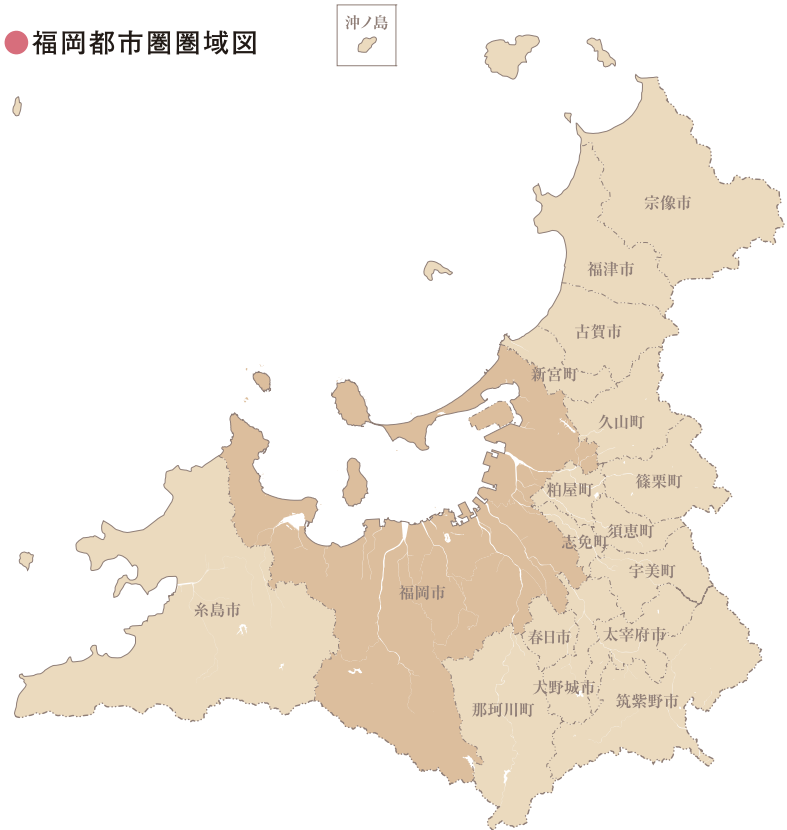 福岡都市圏圏域図
沖ノ島
宗像市
福津市
古賀市
新宮町
久山町
篠栗町
粕屋町
須恵町
志免町
宇美町
福岡市
糸島市
春日市
太宰府市
大野城市
筑紫野市
那珂川町